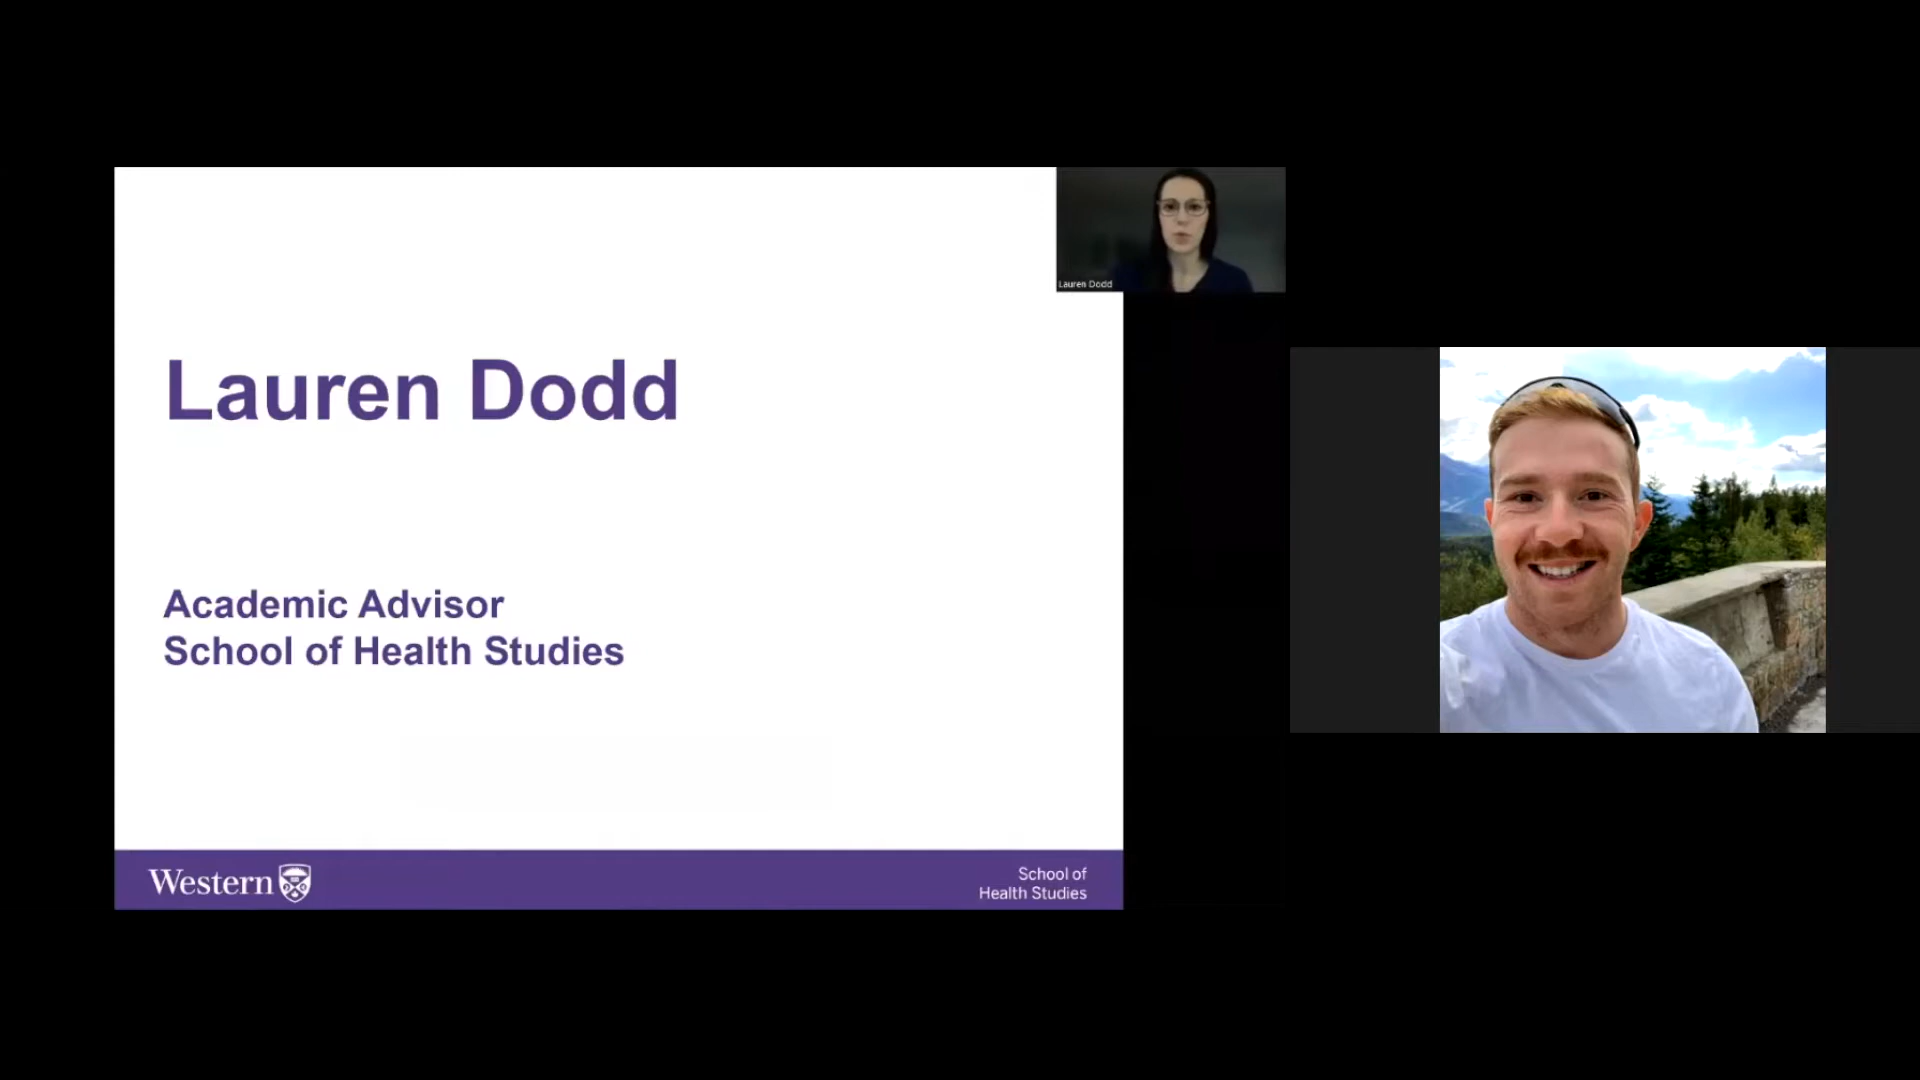 Lauren Dodd
Lauren Dodd
Academic Advisor
School of Health Studies
Western
School of
Health Studies